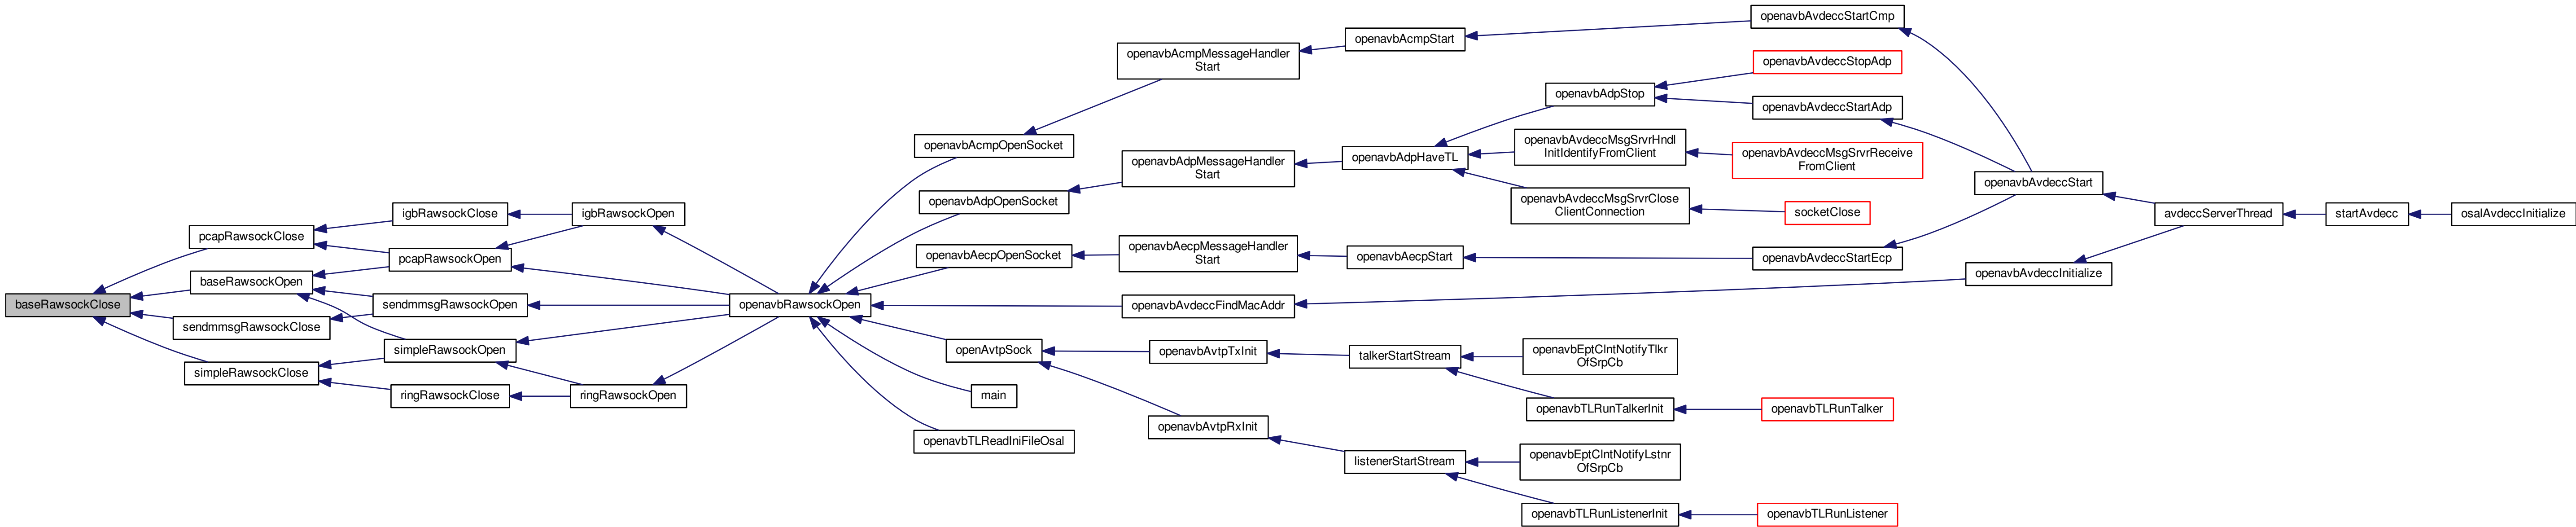 baseRawsockClose
pcapRawsockClose
baseRawsockOpen
sendmmsgRawsockClose
simpleRawsockClose
igbRawsockClose
pcapRawsockOpen
sendmmsgRawsockOpen
simpleRawsockOpen
ringRawsockClose
igbRawsockOpen
ringRawsockOpen
openavbRawsockOpen
openavbAcmpOpenSocket
openavbAdpOpenSocket
openavbAecpOpenSocket
openAvtpSock
main
openavbTLReadIniFileOsal
openavbAcmpMessageHandler
Start
openavbAdpMessageHandler
Start
openavbAecpMessageHandler
Start
openavbAvdeccFindMacAddr
openavbAvtpTxInit
openavbAvtpRxInit
openavbAcmpStart
openavbAdpHaveTL
openavbAecpStart
talkerStartStream
listenerStartStream
openavbAdpStop
openavbAvdeccMsgSrvrHndl
InitIdentifyFromClient
openavbAvdeccMsgSrvrClose
ClientConnection
openavbEptClntNotifyTlkr
OfSrpCb
openavbTLRunTalkerInit
openavbEptClntNotifyLstnr
OfSrpCb
openavbTLRunListenerInit
openavbAvdeccStartCmp
openavbAvdeccStopAdp
openavbAvdeccStartAdp
openavbAvdeccMsgSrvrReceive
FromClient
socketClose
openavbAvdeccStartEcp
openavbTLRunTalker
openavbTLRunListener
openavbAvdeccStart
openavbAvdeccInitialize
avdeccServerThread
startAvdecc
osalAvdeccInitialize